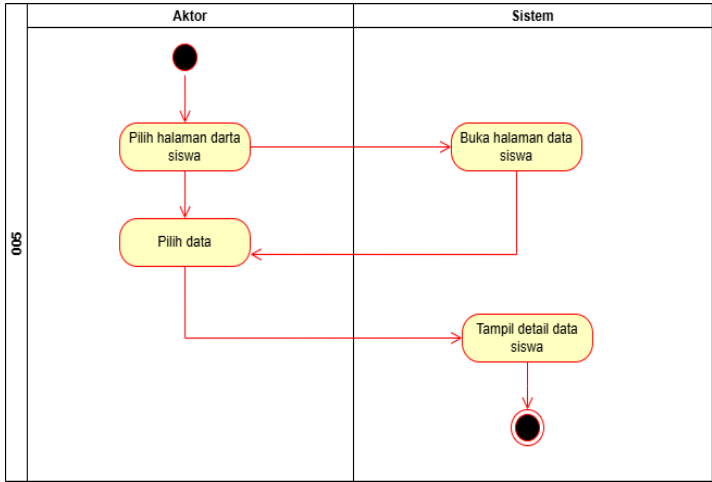 Aktor
Sistem
005
Pilih halaman darta
siswa
Buka halaman data
siswa
Pilih data
Tampil detail data
siswa